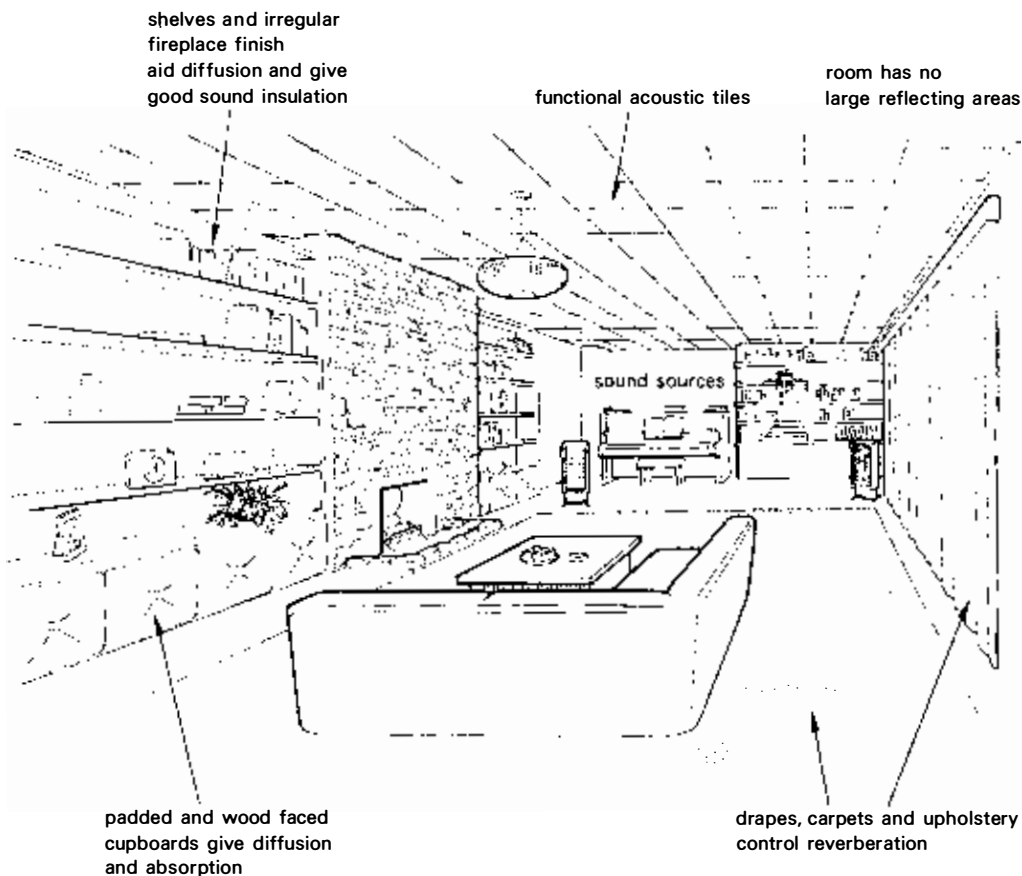 shelves and irregular
fireplace finish
aid diffusion and give
good sound insulation
functional acoustic tiles
room has no
large reflecting areas
sound sources
padded and wood faced
cupboards give diffusion
and absorption
drapes, carpets and upholstery
control reverberation